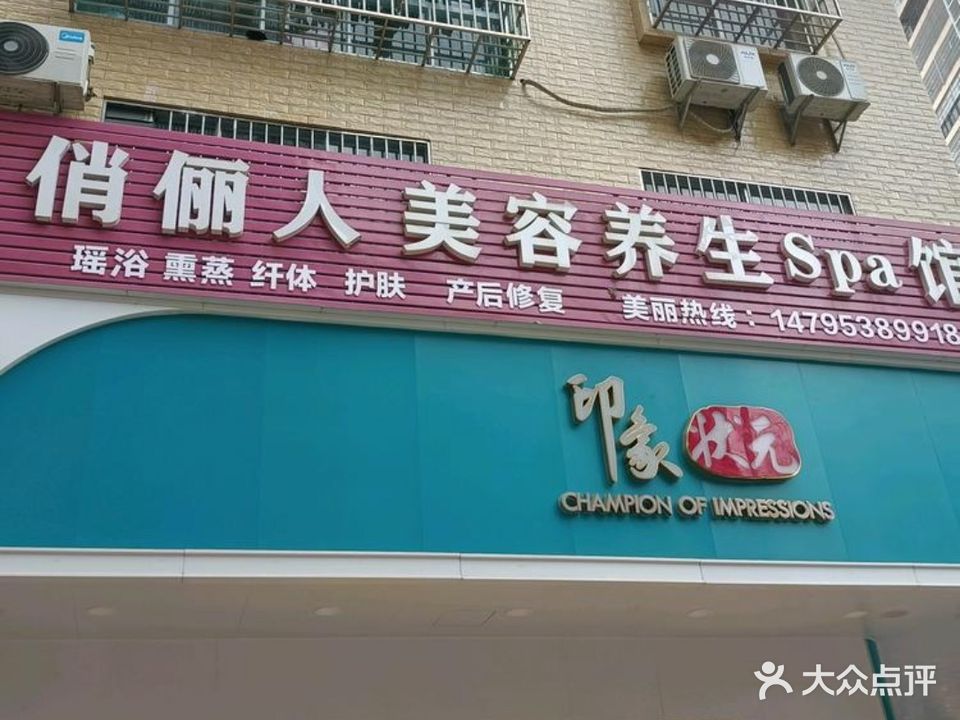 俏俪人美容养生Spa馆
瑶浴 熏蒸 纤体 护肤 产后修复 美丽热线：14795389918
印象状元
CHAMPION OF IMPRESSIONS
大众点评